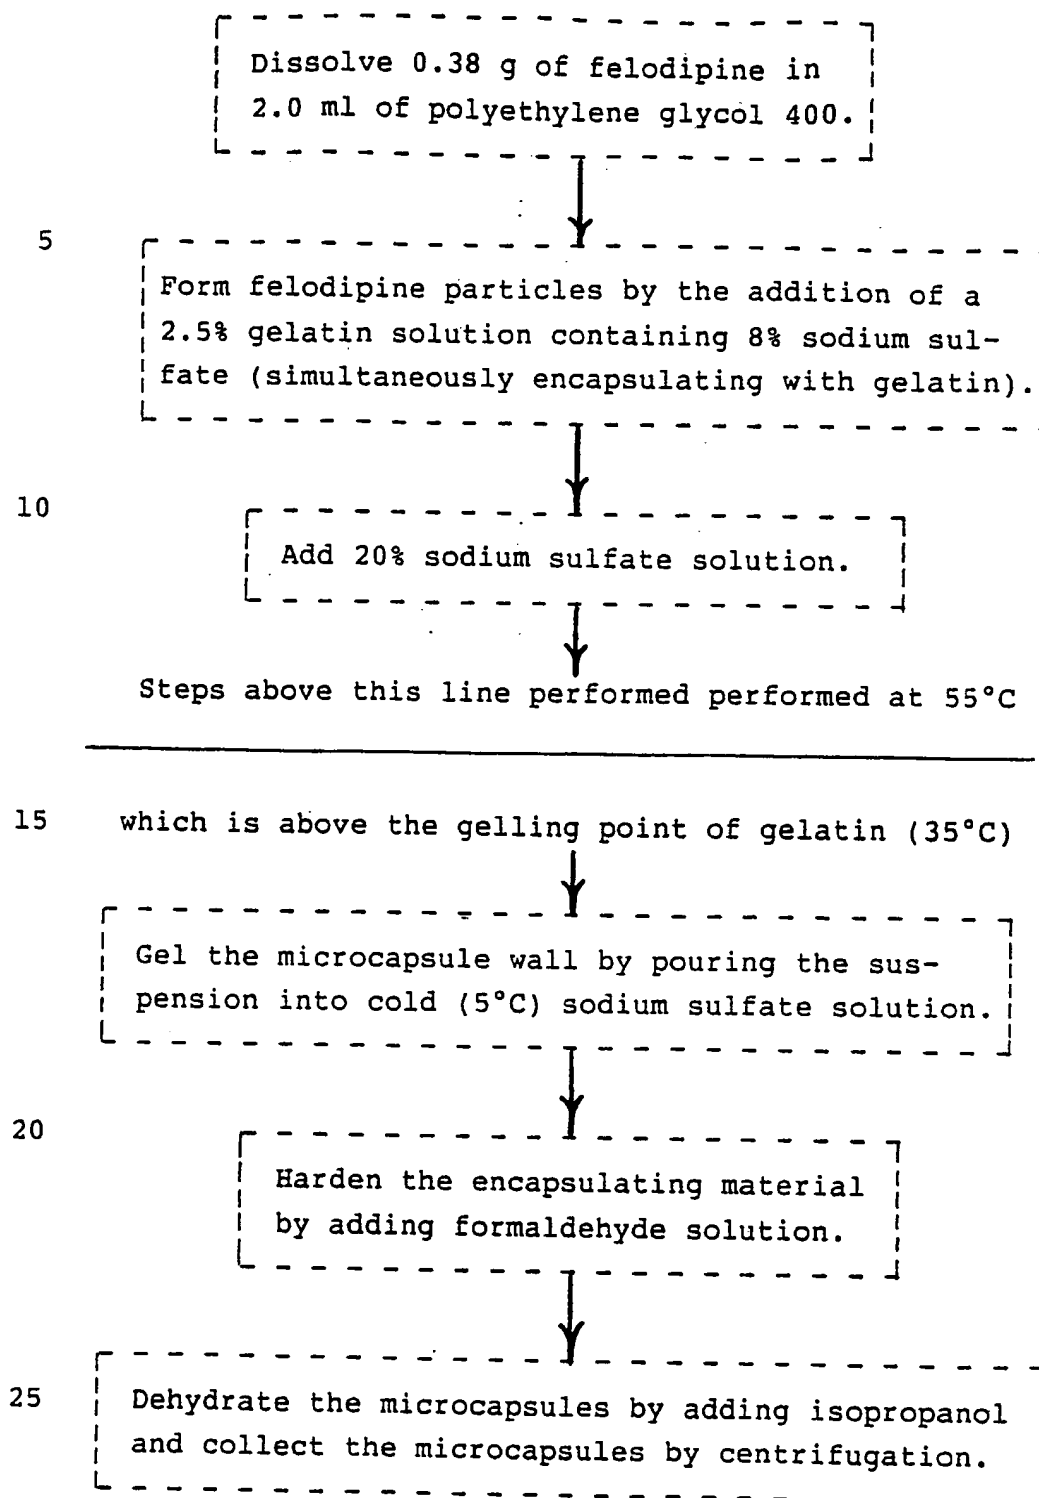 Dissolve 0.38 g of felodipine in
2.0 ml of polyethylene glycol 400.
5
Form felodipine particles by the addition of a
2.5% gelatin solution containing 8% sodium sul-
fate (simultaneously encapsulating with gelatin).
10
Add 20% sodium sulfate solution.
Steps above this line performed performed at 55°C
15 which is above the gelling point of gelatin (35°C)
Gel the microcapsule wall by pouring the sus-
pension into cold (5°C) sodium sulfate solution.
20
Harden the encapsulating material
by adding formaldehyde solution.
25 Dehydrate the microcapsules by adding isopropanol
and collect the microcapsules by centrifugation.